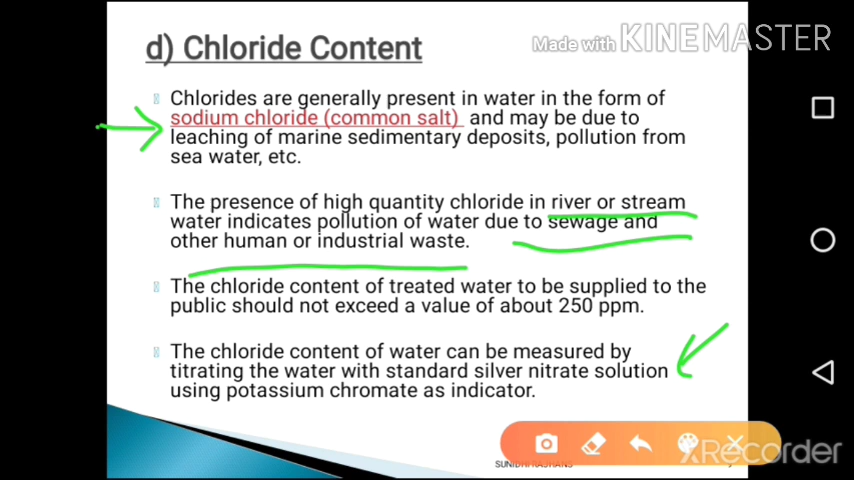 d) Chloride Content
Made with KINEMASTER
Chlorides are generally present in water in the form of
sodium chloride (common salt) and may be due to
leaching of marine sedimentary deposits, pollution from
sea water, etc.
The presence of high quantity chloride in river or stream
water indicates pollution of water due to sewage and
other human or industrial waste.
The chloride content of treated water to be supplied to the
public should not exceed a value of about 250 ppm.
The chloride content of water can be measured by
titrating the water with standard silver nitrate solution
using potassium chromate as indicator.
XRecorder
SUNIDHI RAJHANS